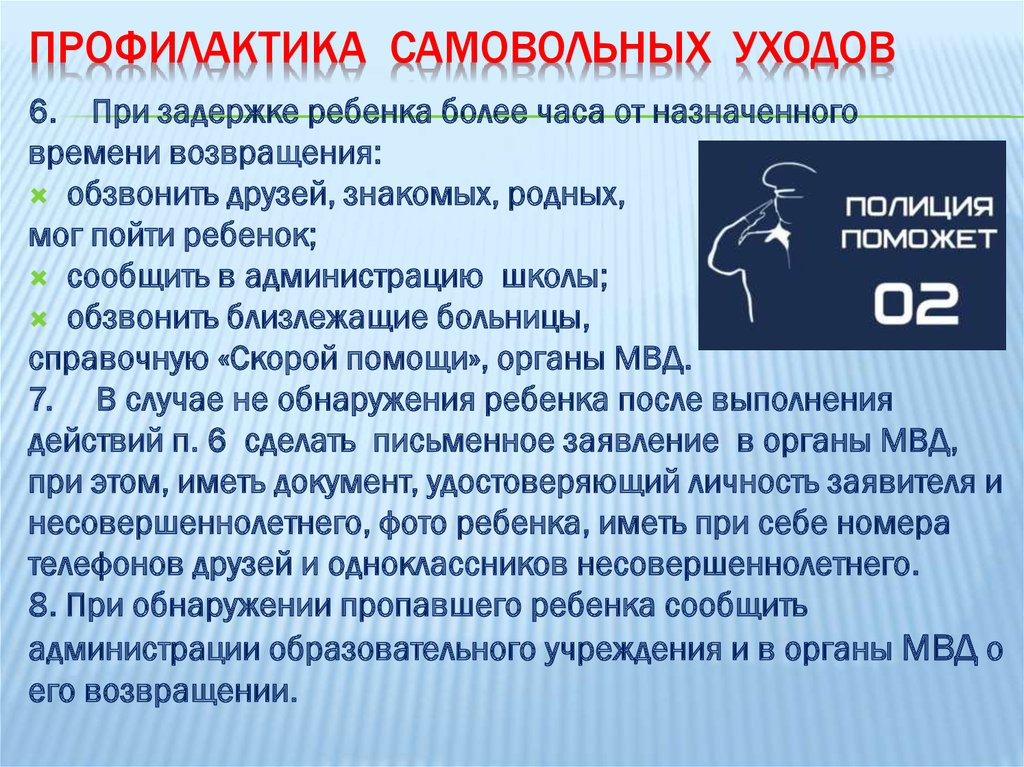 ПРОФИЛАКТИКА САМОВОЛЬНЫХ УХОДОВ
6. При задержке ребенка более часа от назначенного
времени возвращения:
× обзвонить друзей, знакомых, родных,
мог пойти ребенок;
× сообщить в администрацию школы;
× обзвонить близлежащие больницы,
справочную «Скорой помощи», органы МВД.
ПОЛИЦИЯ
ПОМОЖЕТ
02
7. В случае не обнаружения ребенка после выполнения
действий п. 6 сделать письменное заявление в органы МВД,
при этом, иметь документ, удостоверяющий личность заявителя и
несовершеннолетнего, фото ребенка, иметь при себе номера
телефонов друзей и одноклассников несовершеннолетнего.
8. При обнаружении пропавшего ребенка сообщить
администрации образовательного учреждения и в органы МВД о
его возвращении.